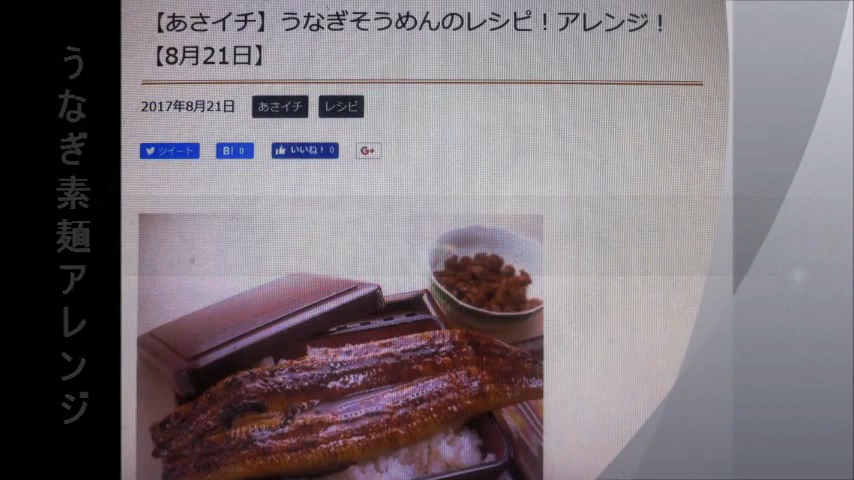 うなぎ素麺アレンジ
【あさイチ】うなぎそうめんのレシピ！アレンジ！
【8月21日】
2017年8月21日 あさイチ レシピ
ツイート B! 0 いいね！ 0 G+